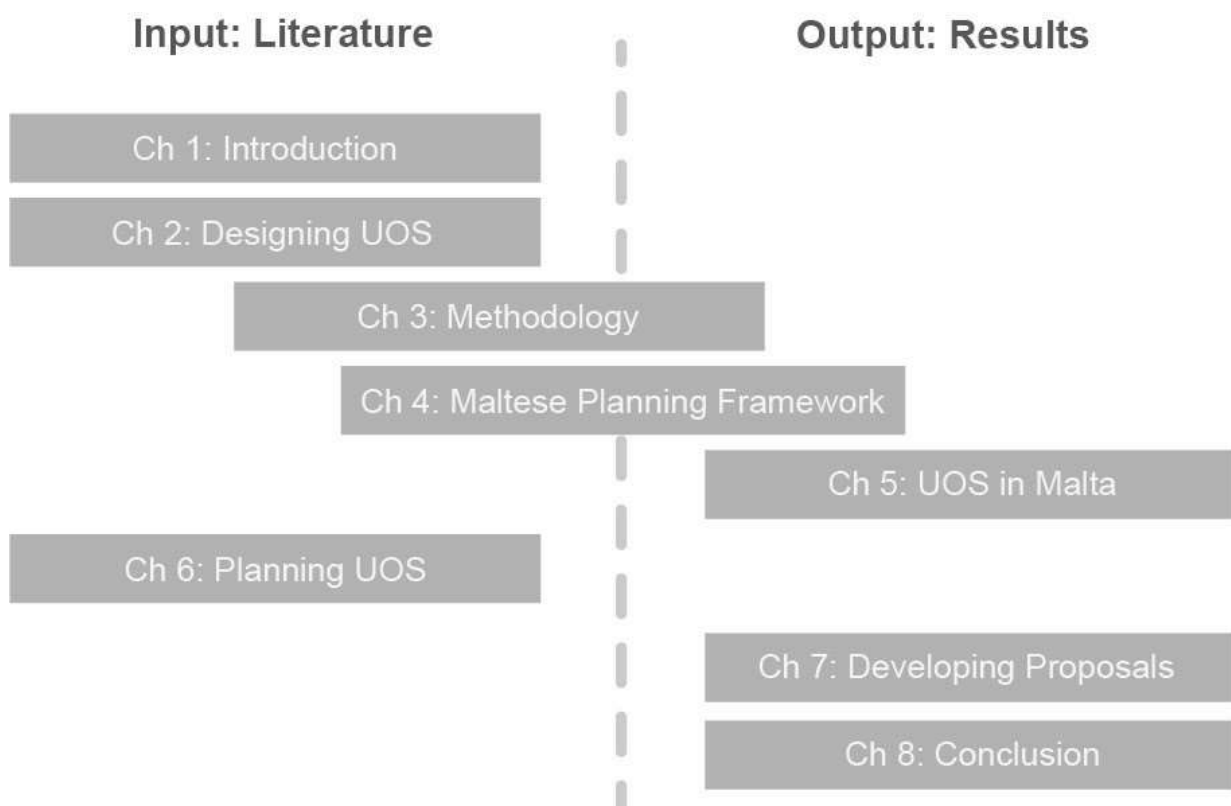 Input: Literature
Output: Results
Ch 1: Introduction
Ch 2: Designing UOS
Ch 3: Methodology
Ch 4: Maltese Planning Framework
Ch 5: UOS in Malta
Ch 6: Planning UOS
Ch 7: Developing Proposals
Ch 8: Conclusion